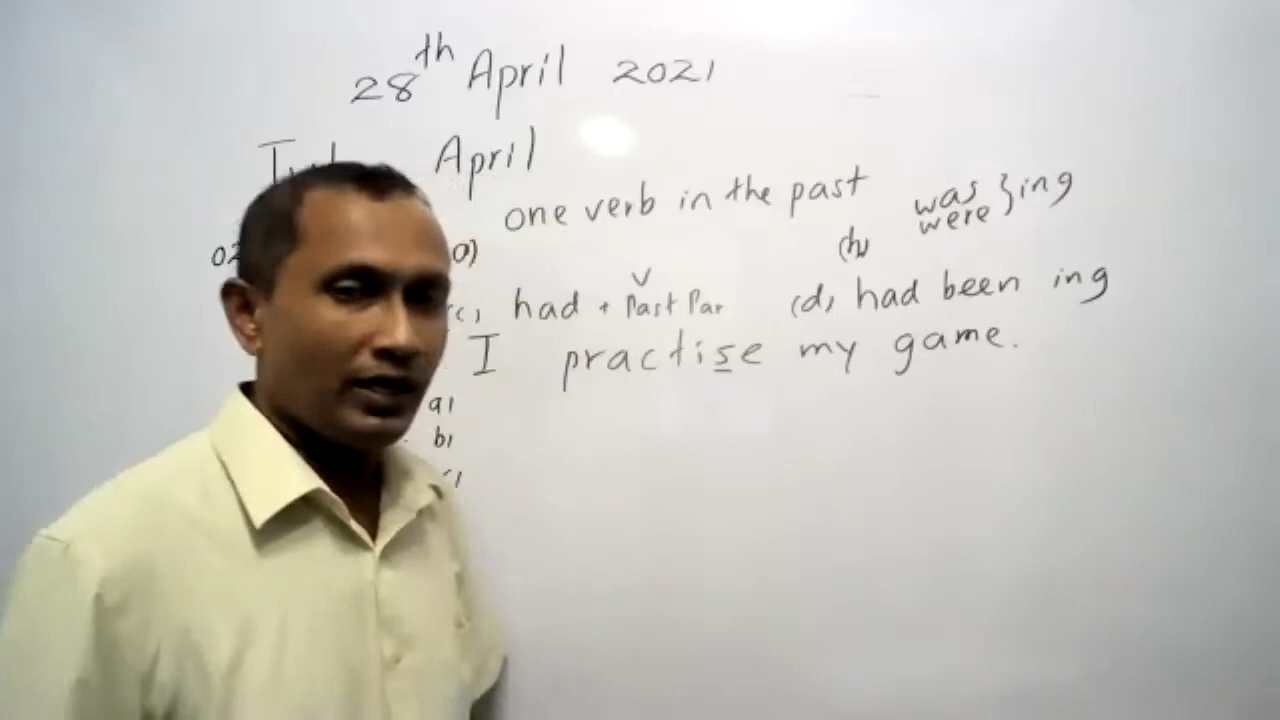 28th April 2021
April
one verb in the past
(b) was were } ing
02 a)
(c) had + Past Par (d) had been ing
I practise my game.
a)
b)